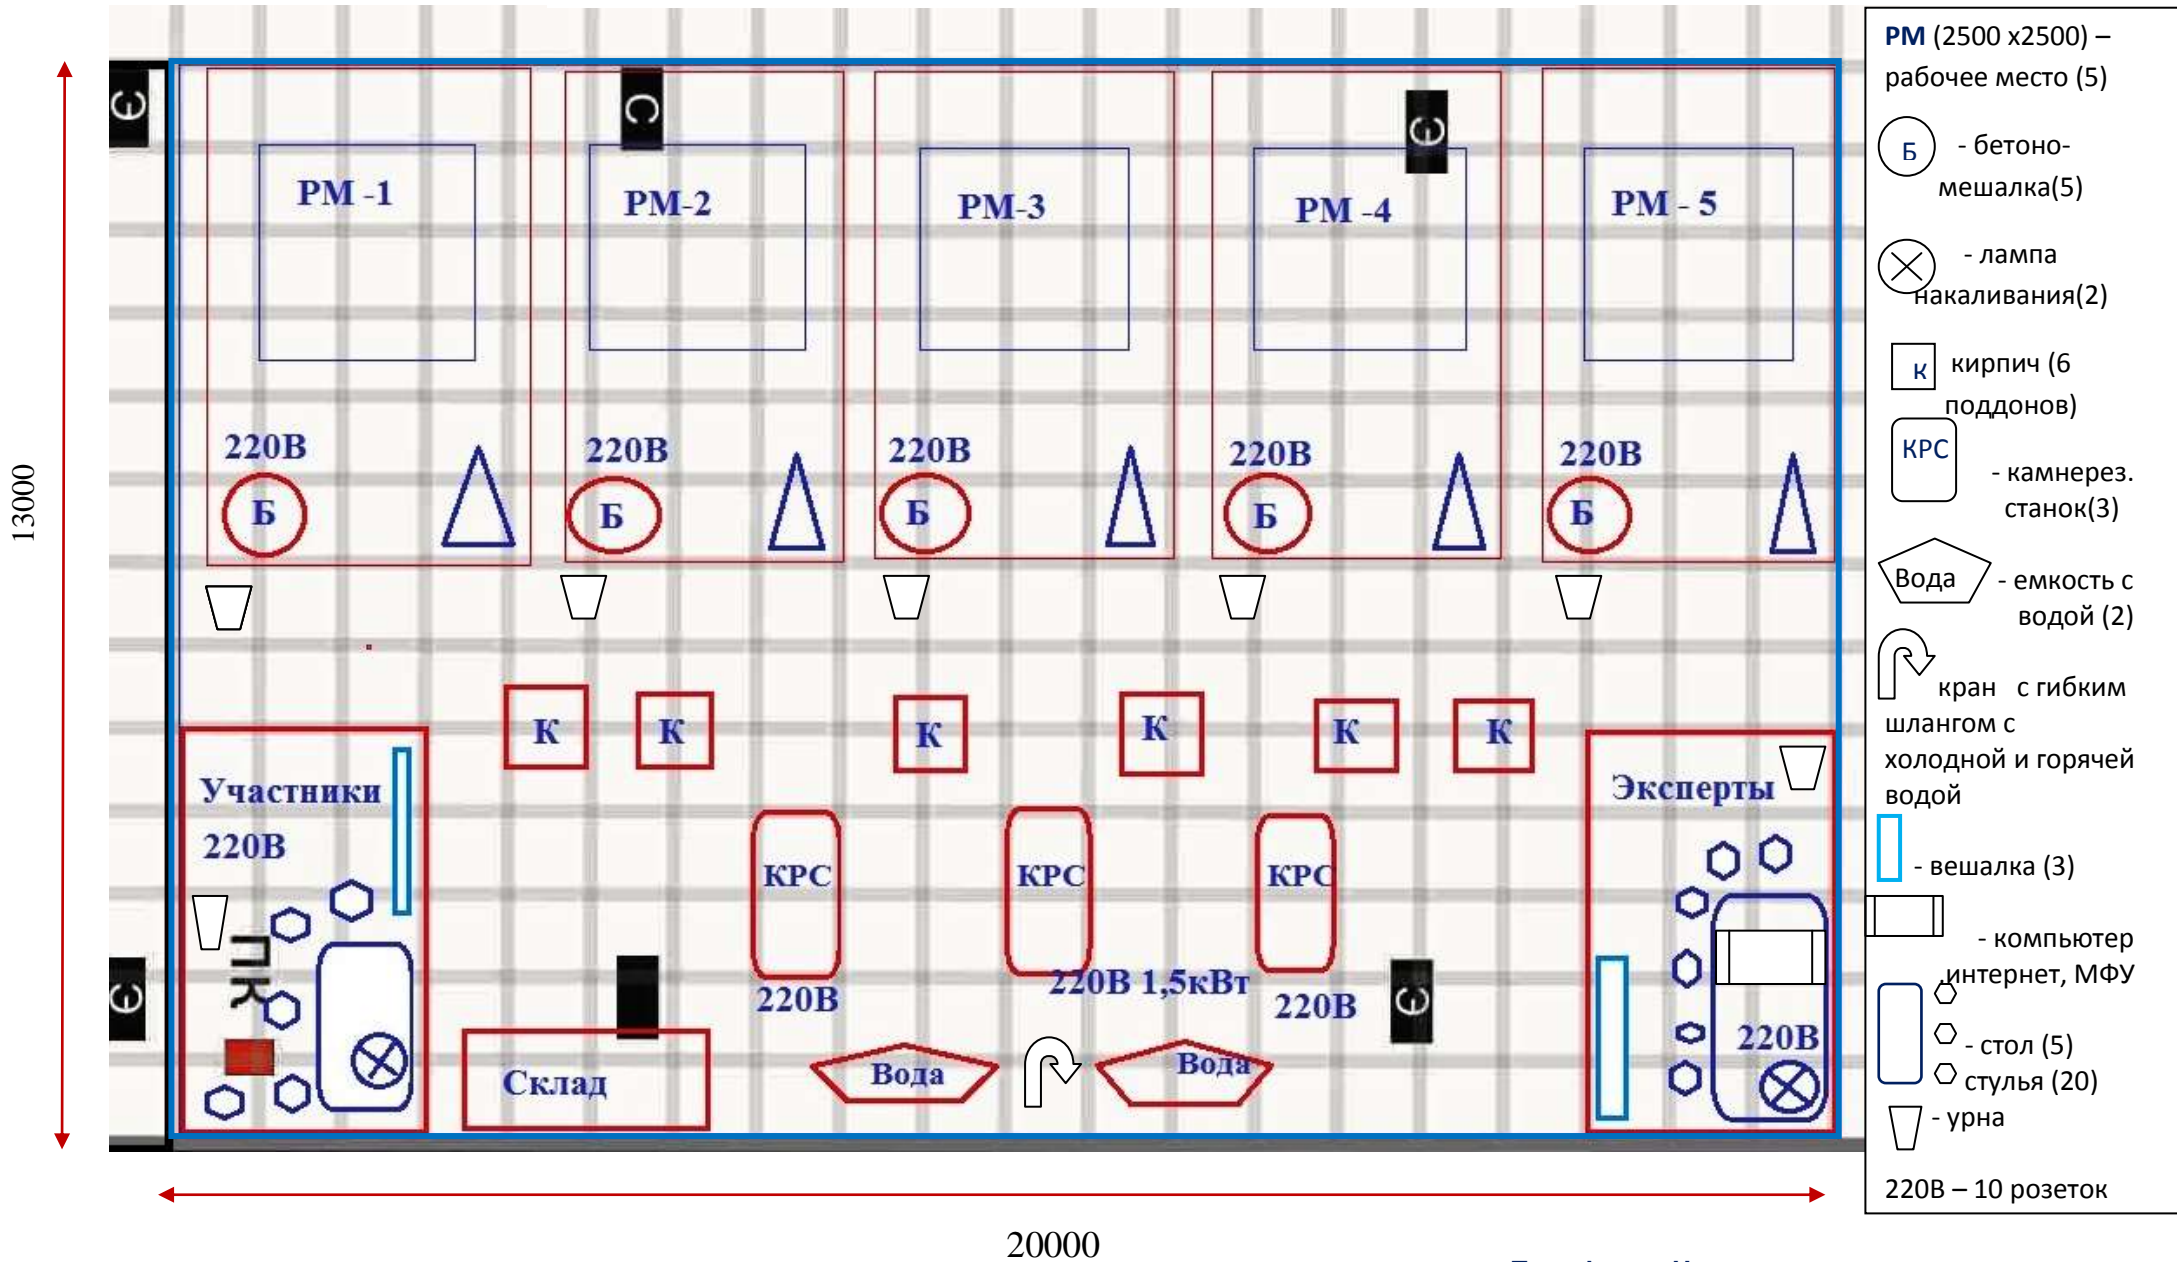 Э
С
Э
РМ -1
РМ-2
РМ-3
РМ -4
РМ - 5
220В
220В
220В
220В
220В
Б
Б
Б
Б
Б
13000
К
К
К
К
К
К
Участники
220В
ПК
Эксперты
220В
КРС
КРС
КРС
220В
220В 1,5кВт
220В
Э
Э
Склад
Вода
Вода
20000
РМ (2500 х2500) –
рабочее место (5)
Б - бетоно-
мешалка(5)
- лампа
накаливания(2)
К кирпич (6
поддонов)
КРС
- камнерез.
станок(3)
Вода - емкость с
водой (2)
кран с гибким
шлангом с
холодной и горячей
водой
- вешалка (3)
- компьютер
,интернет, МФУ
- стол (5)
стулья (20)
- урна
220В – 10 розеток